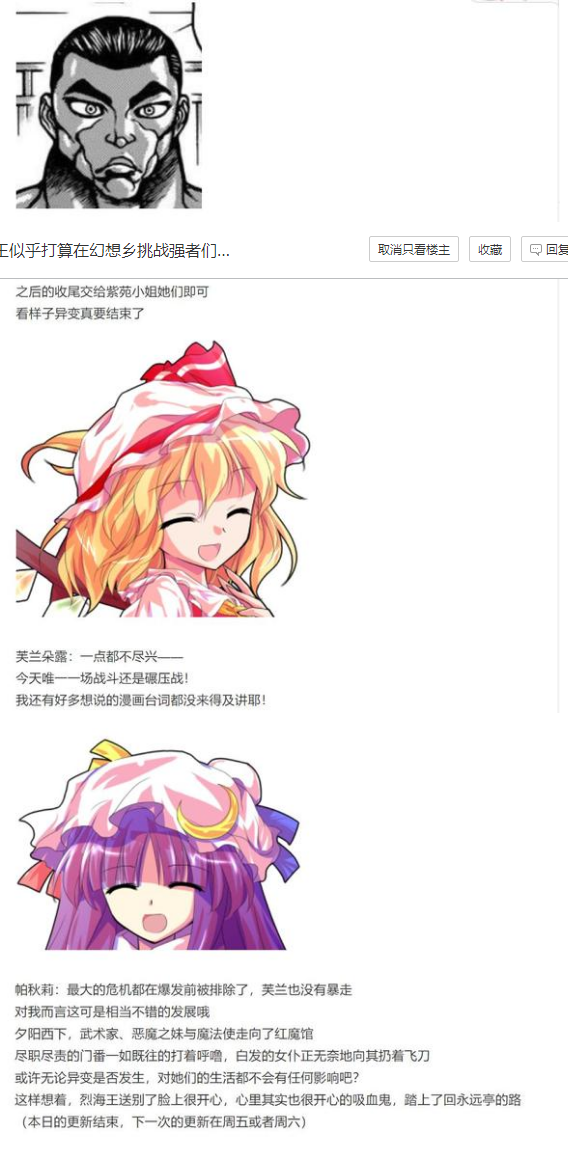 王似乎打算在幻想乡挑战强者们...
取消只看楼主
收藏
回复
之后的收尾交给紫苑小姐她们即可
看样子异变真要结束了
芙兰朵露：一点都不尽兴——
今天唯一一场战斗还是碾压战！
我还有好多想说的漫画台词都没来得及讲耶！
帕秋莉：最大的危机都在爆发前被排除了，芙兰也没有暴走
对我而言这可是相当不错的发展哦
夕阳西下，武术家、恶魔之妹与魔法使走向了红魔馆
尽职尽责的门番一如既往的打着呼噜，白发的女仆正无奈地向其扔着飞刀
或许无论异变是否发生，对她们的生活都不会有任何影响吧？
这样想着，烈海王送别了脸上很开心，心里其实也很开心的吸血鬼，踏上了回永远亭的路
（本日的更新结束，下一次的更新在周五或者周六）